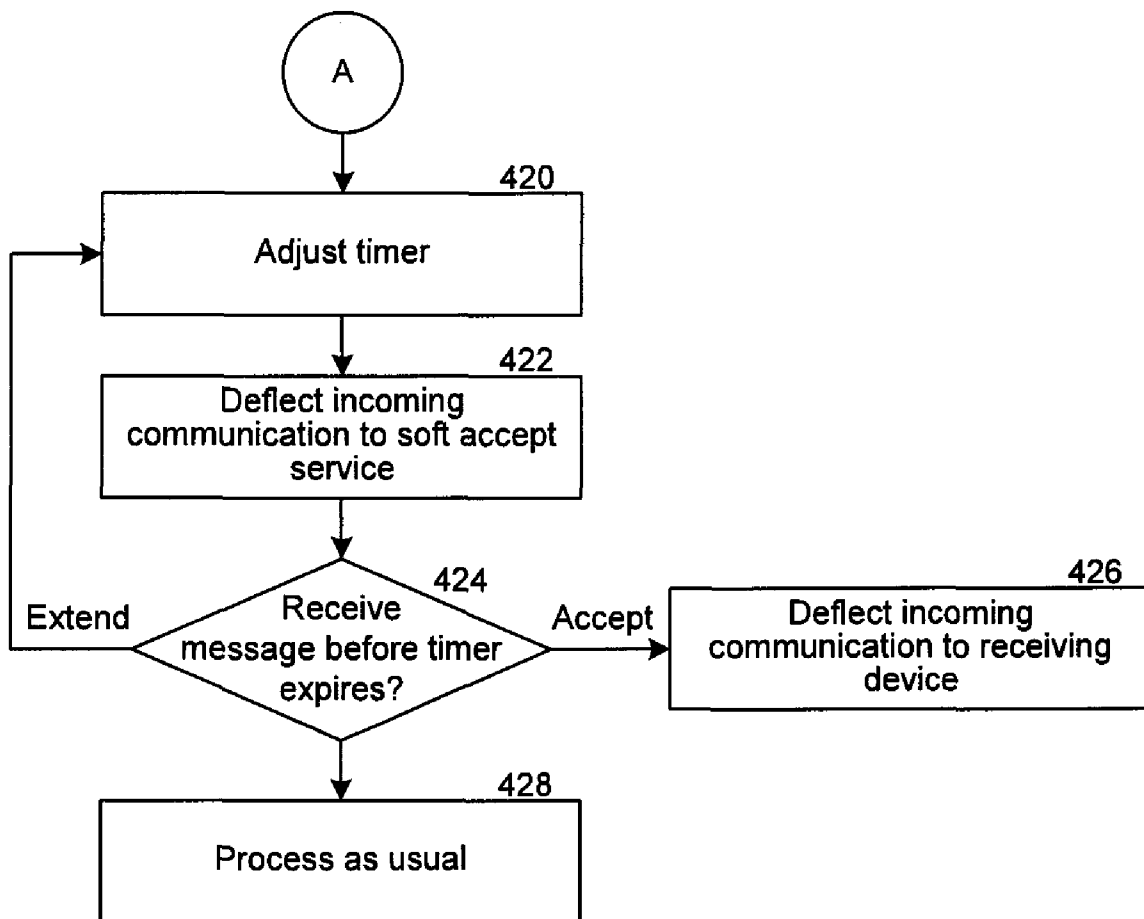 A
420
Adjust timer
422
Deflect incoming
communication to soft accept
service
424
Receive
message before timer
expires?
Extend
Accept
426
Deflect incoming
communication to receiving
device
428
Process as usual